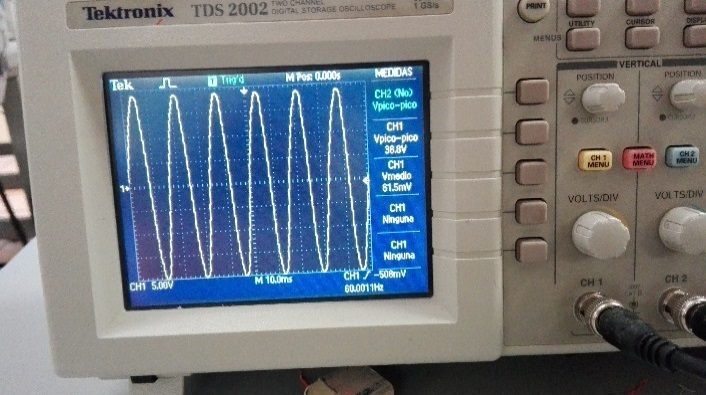 Tektronix TDS 2002 TWO CHANNEL
DIGITAL STORAGE OSCILLOSCOPE
1 GS/s
PRINT
UTILITY CURSOR
MENUS
Tek Trig'd M Pos: 0.000s MEDIDAS
CH2 (No)
Vpico-pico
CH1
Vpico-pico
38.8V
CH1
Vmedio
61.5mV
CH1
Ninguna
CH1
Ninguna
1
CH1 5.00V M 10.0ms CH1 -508mV
60.0011Hz
VERTICAL
POSITION POSITION
CH 1
MENU
MATH
MENU
CH 2
MENU
VOLTS/DIV VOLTS/DIV
CH 1 CH 2